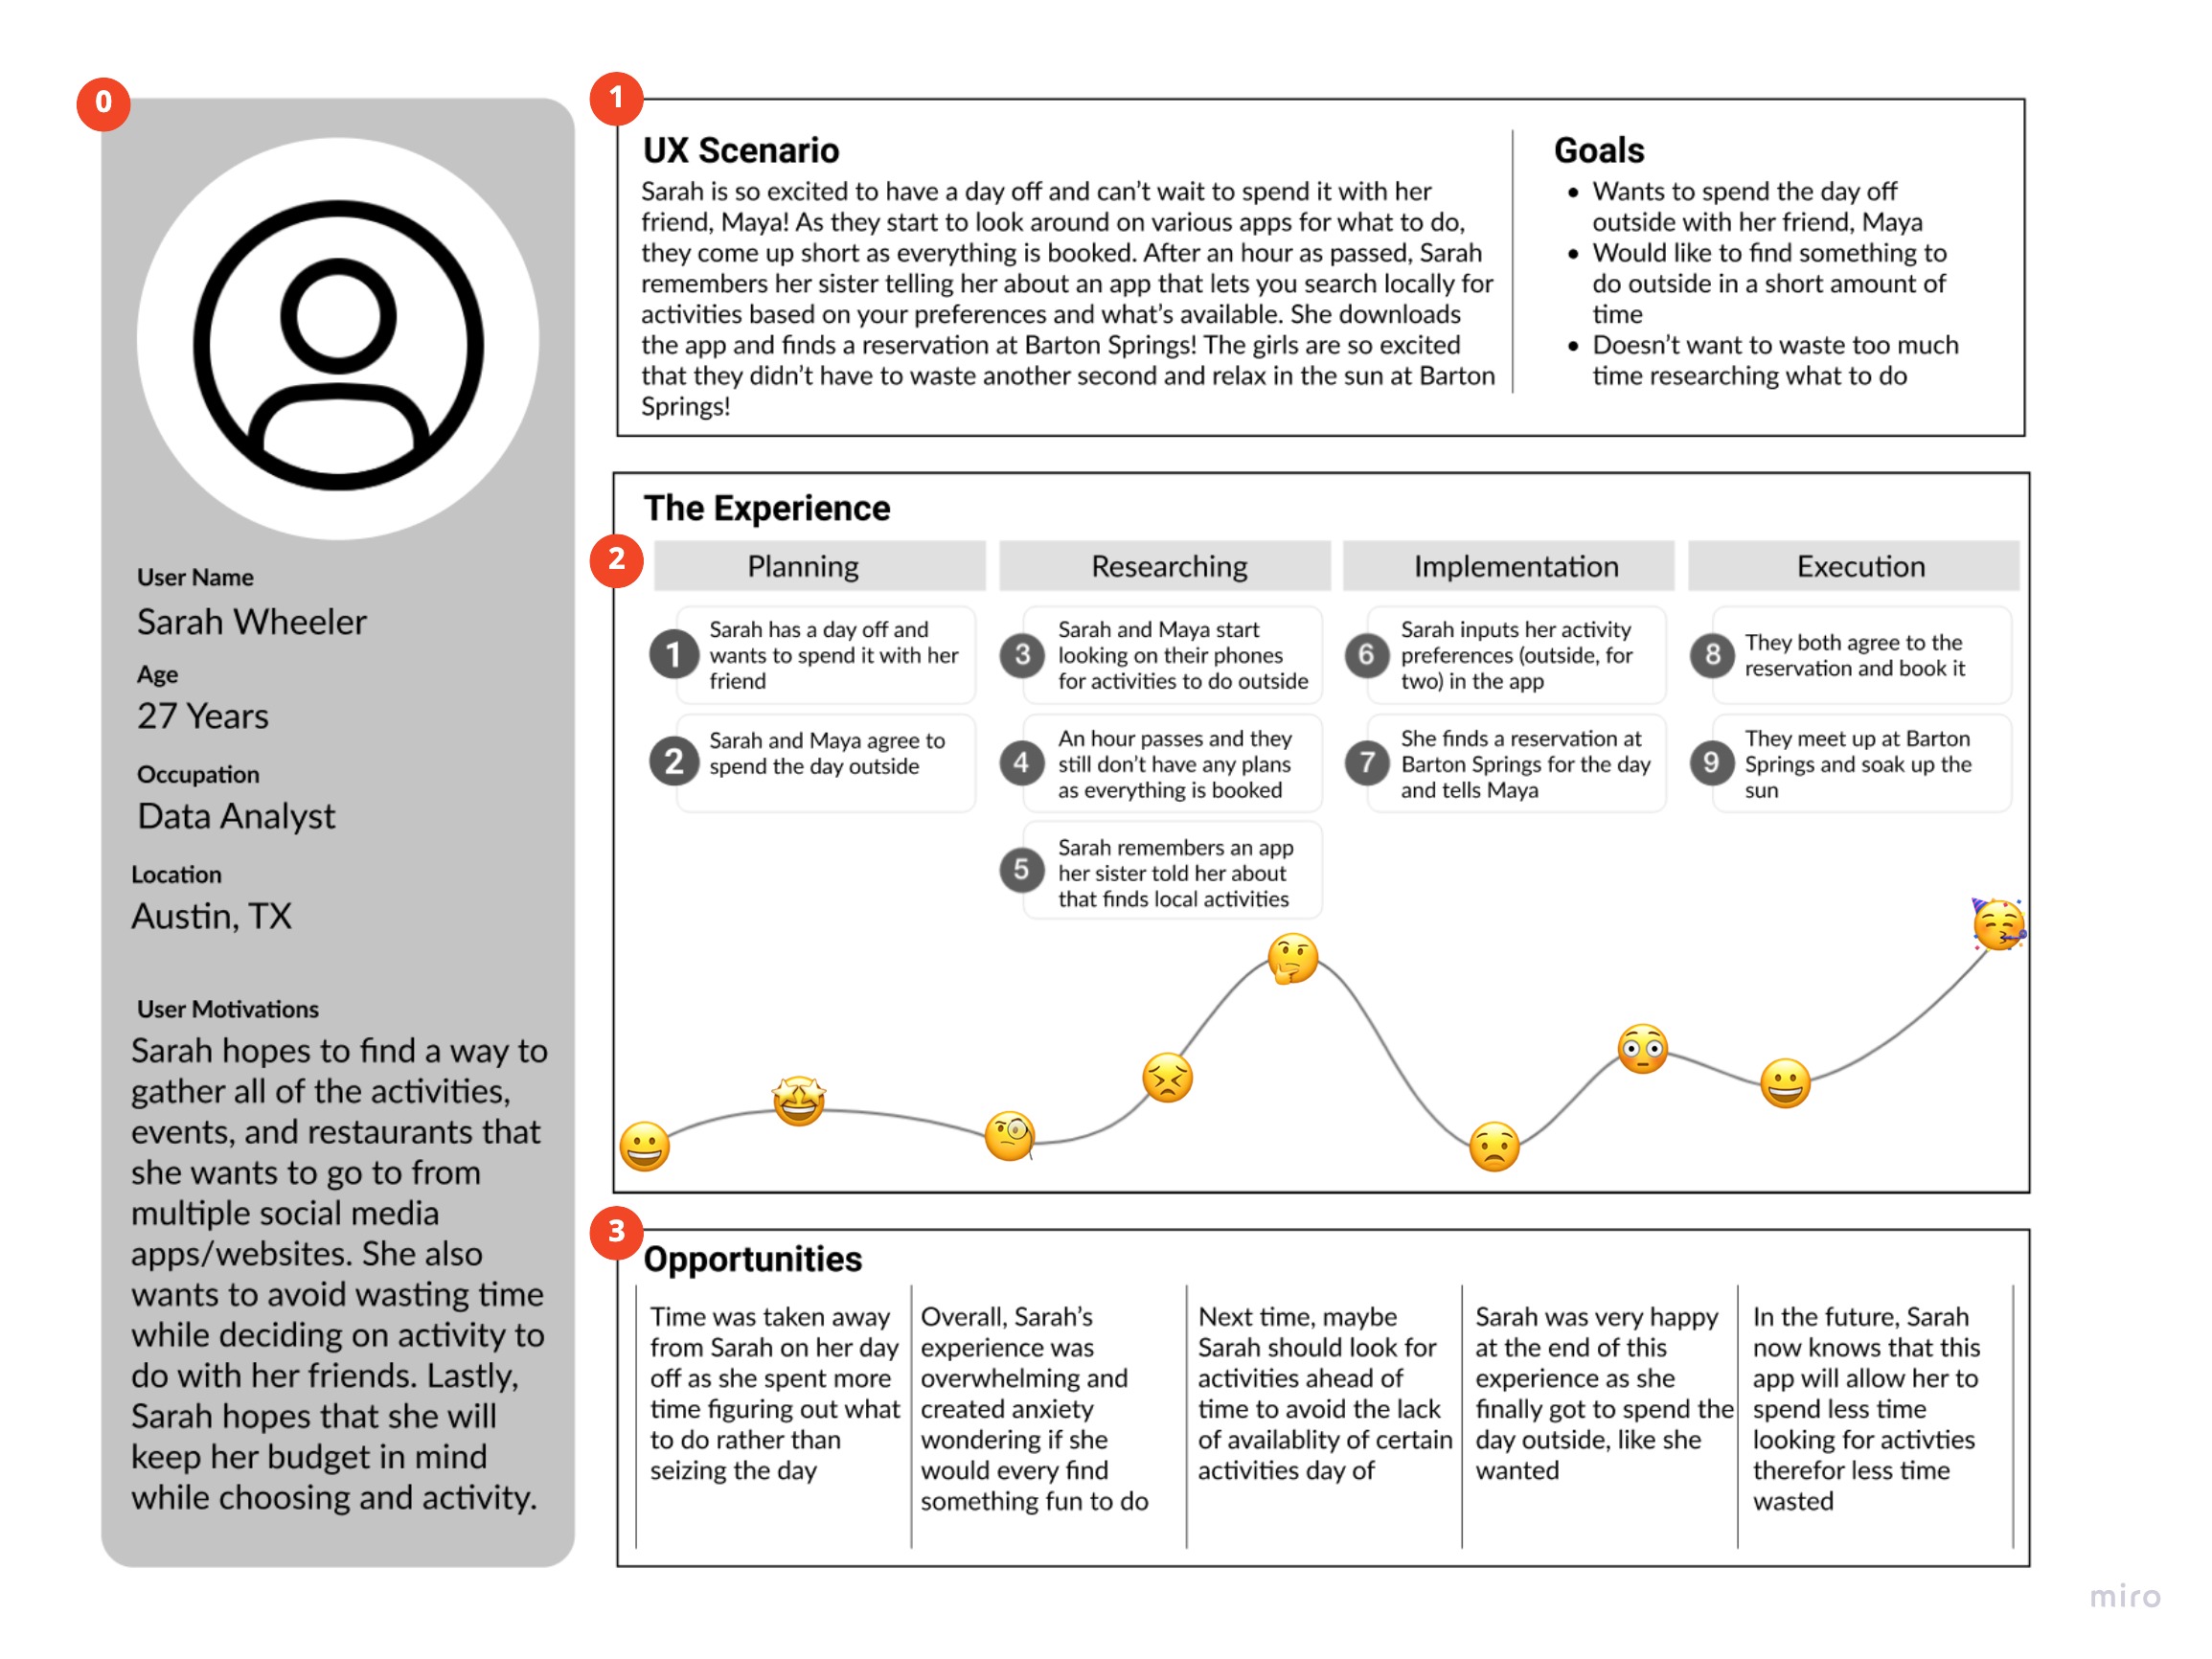 0
User Name
Sarah Wheeler
Age
27 Years
Occupation
Data Analyst
Location
Austin, TX
User Motivations
Sarah hopes to find a way to
gather all of the activities,
events, and restaurants that
she wants to go to from
multiple social media
apps/websites. She also
wants to avoid wasting time
while deciding on activity to
do with her friends. Lastly,
Sarah hopes that she will
keep her budget in mind
while choosing and activity.
1
UX Scenario
Sarah is so excited to have a day off and can't wait to spend it with her
friend, Maya! As they start to look around on various apps for what to do,
they come up short as everything is booked. After an hour as passed, Sarah
remembers her sister telling her about an app that lets you search locally for
activities based on your preferences and what's available. She downloads
the app and finds a reservation at Barton Springs! The girls are so excited
that they didn't have to waste another second and relax in the sun at Barton
Springs!
Goals
• Wants to spend the day off
outside with her friend, Maya
• Would like to find something to
do outside in a short amount of
time
• Doesn't want to waste too much
time researching what to do
The Experience
2
Planning
1
Sarah has a day off and
wants to spend it with her
friend
2
Sarah and Maya agree to
spend the day outside
Researching
3
Sarah and Maya start
looking on their phones
for activities to do outside
4
An hour passes and they
still don't have any plans
as everything is booked
5
Sarah remembers an app
her sister told her about
that finds local activities
Implementation
6
Sarah inputs her activity
preferences (outside, for
two) in the app
7
She finds a reservation at
Barton Springs for the day
and tells Maya
Execution
8
They both agree to the
reservation and book it
9
They meet up at Barton
Springs and soak up the
sun
3
Opportunities
Time was taken away
from Sarah on her day
off as she spent more
time figuring out what
to do rather than
seizing the day
Overall, Sarah's
experience was
overwhelming and
created anxiety
wondering if she
would every find
something fun to do
Next time, maybe
Sarah should look for
activities ahead of
time to avoid the lack
of availablity of certain
activities day of
Sarah was very happy
at the end of this
experience as she
finally got to spend the
day outside, like she
wanted
In the future, Sarah
now knows that this
app will allow her to
spend less time
looking for activties
therefor less time
wasted
miro